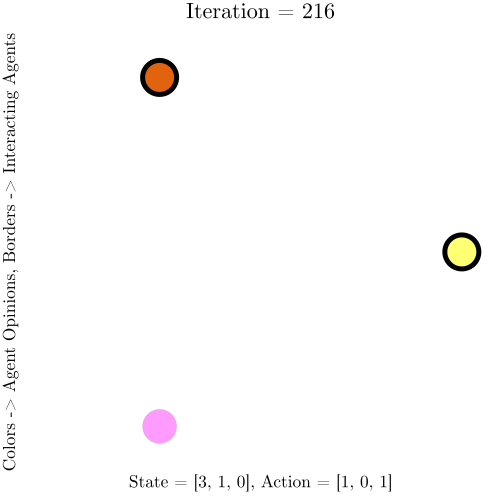 Iteration = 216
Colors -> Agent Opinions, Borders -> Interacting Agents
State = [3, 1, 0], Action = [1, 0, 1]